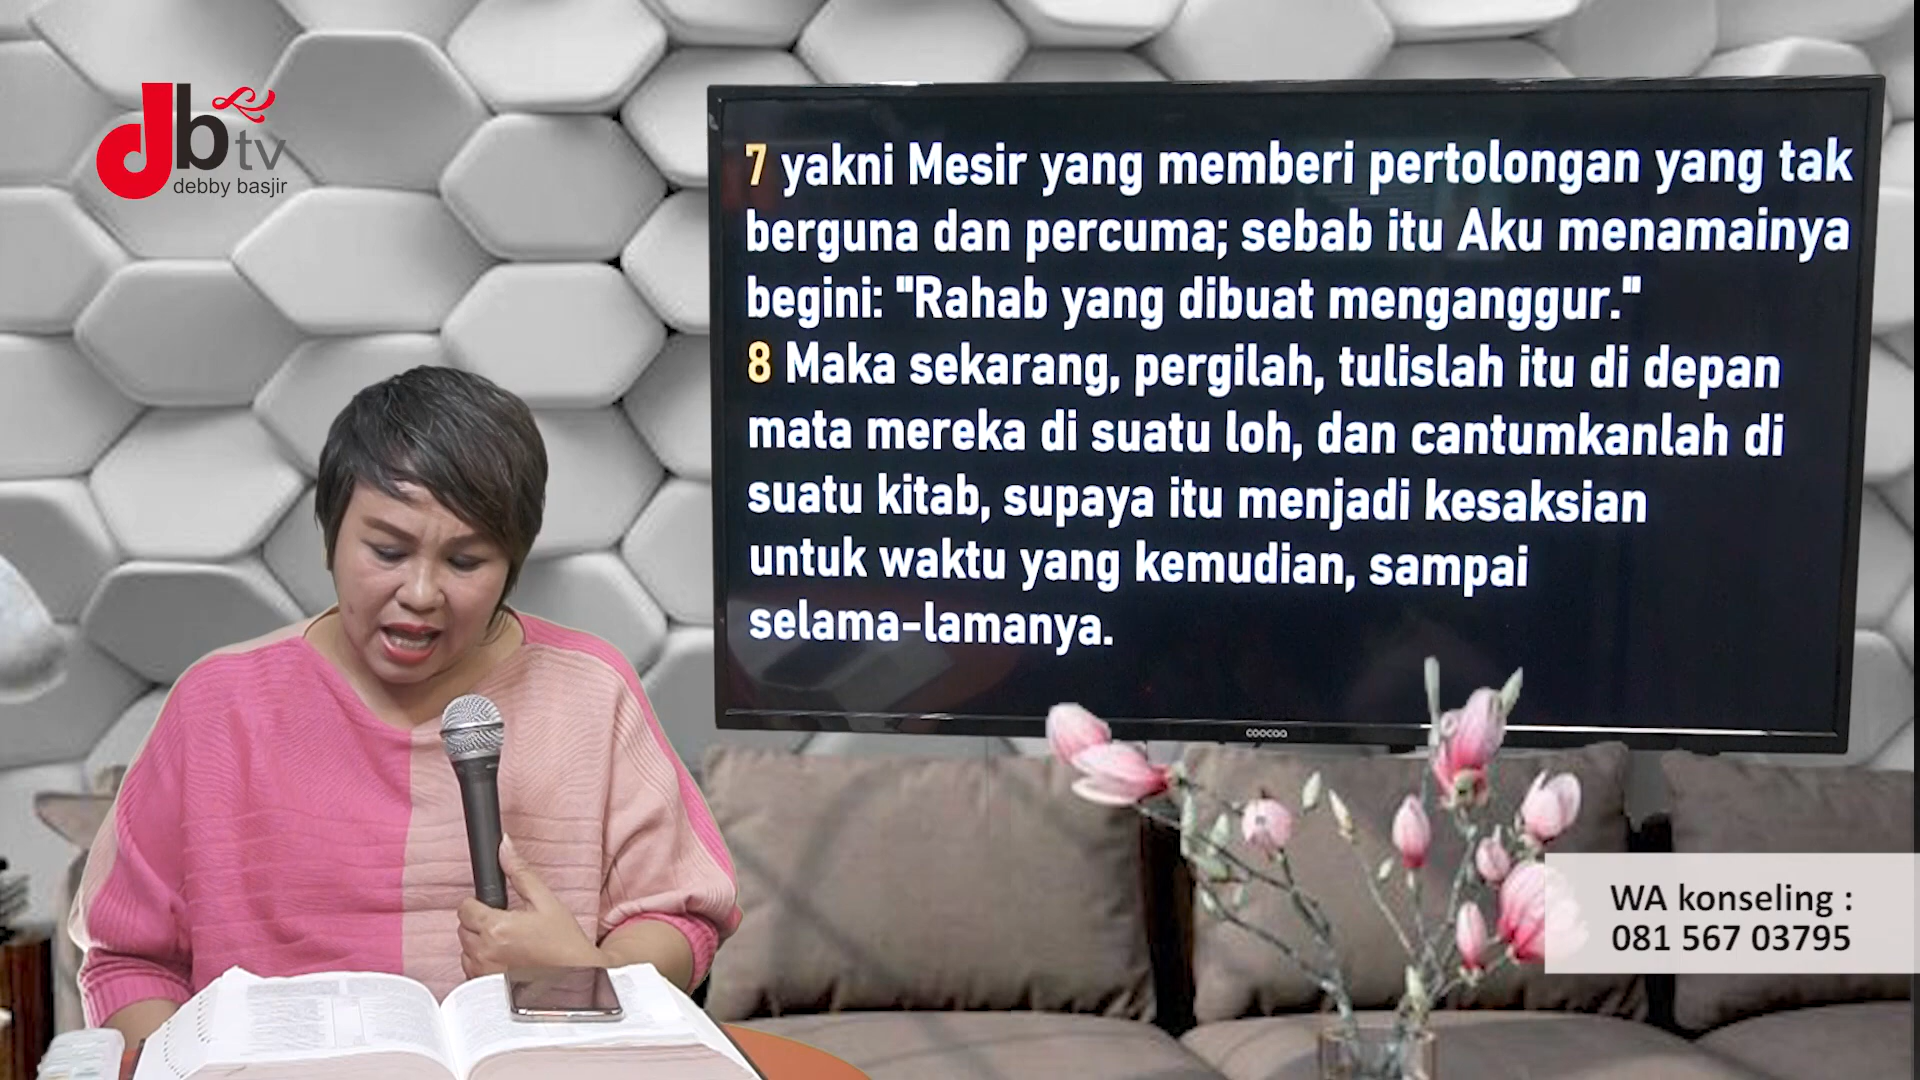 db tv
debby basjir
7 yakni Mesir yang memberi pertolongan yang tak
berguna dan percuma; sebab itu Aku menamainya
begini: "Rahab yang dibuat menganggur."
8 Maka sekarang, pergilah, tulislah itu di depan
mata mereka di suatu loh, dan cantumkanlah di
suatu kitab, supaya itu menjadi kesaksian
untuk waktu yang kemudian, sampai
selama-lamanya.
coocaa
WA konseling :
081 567 03795